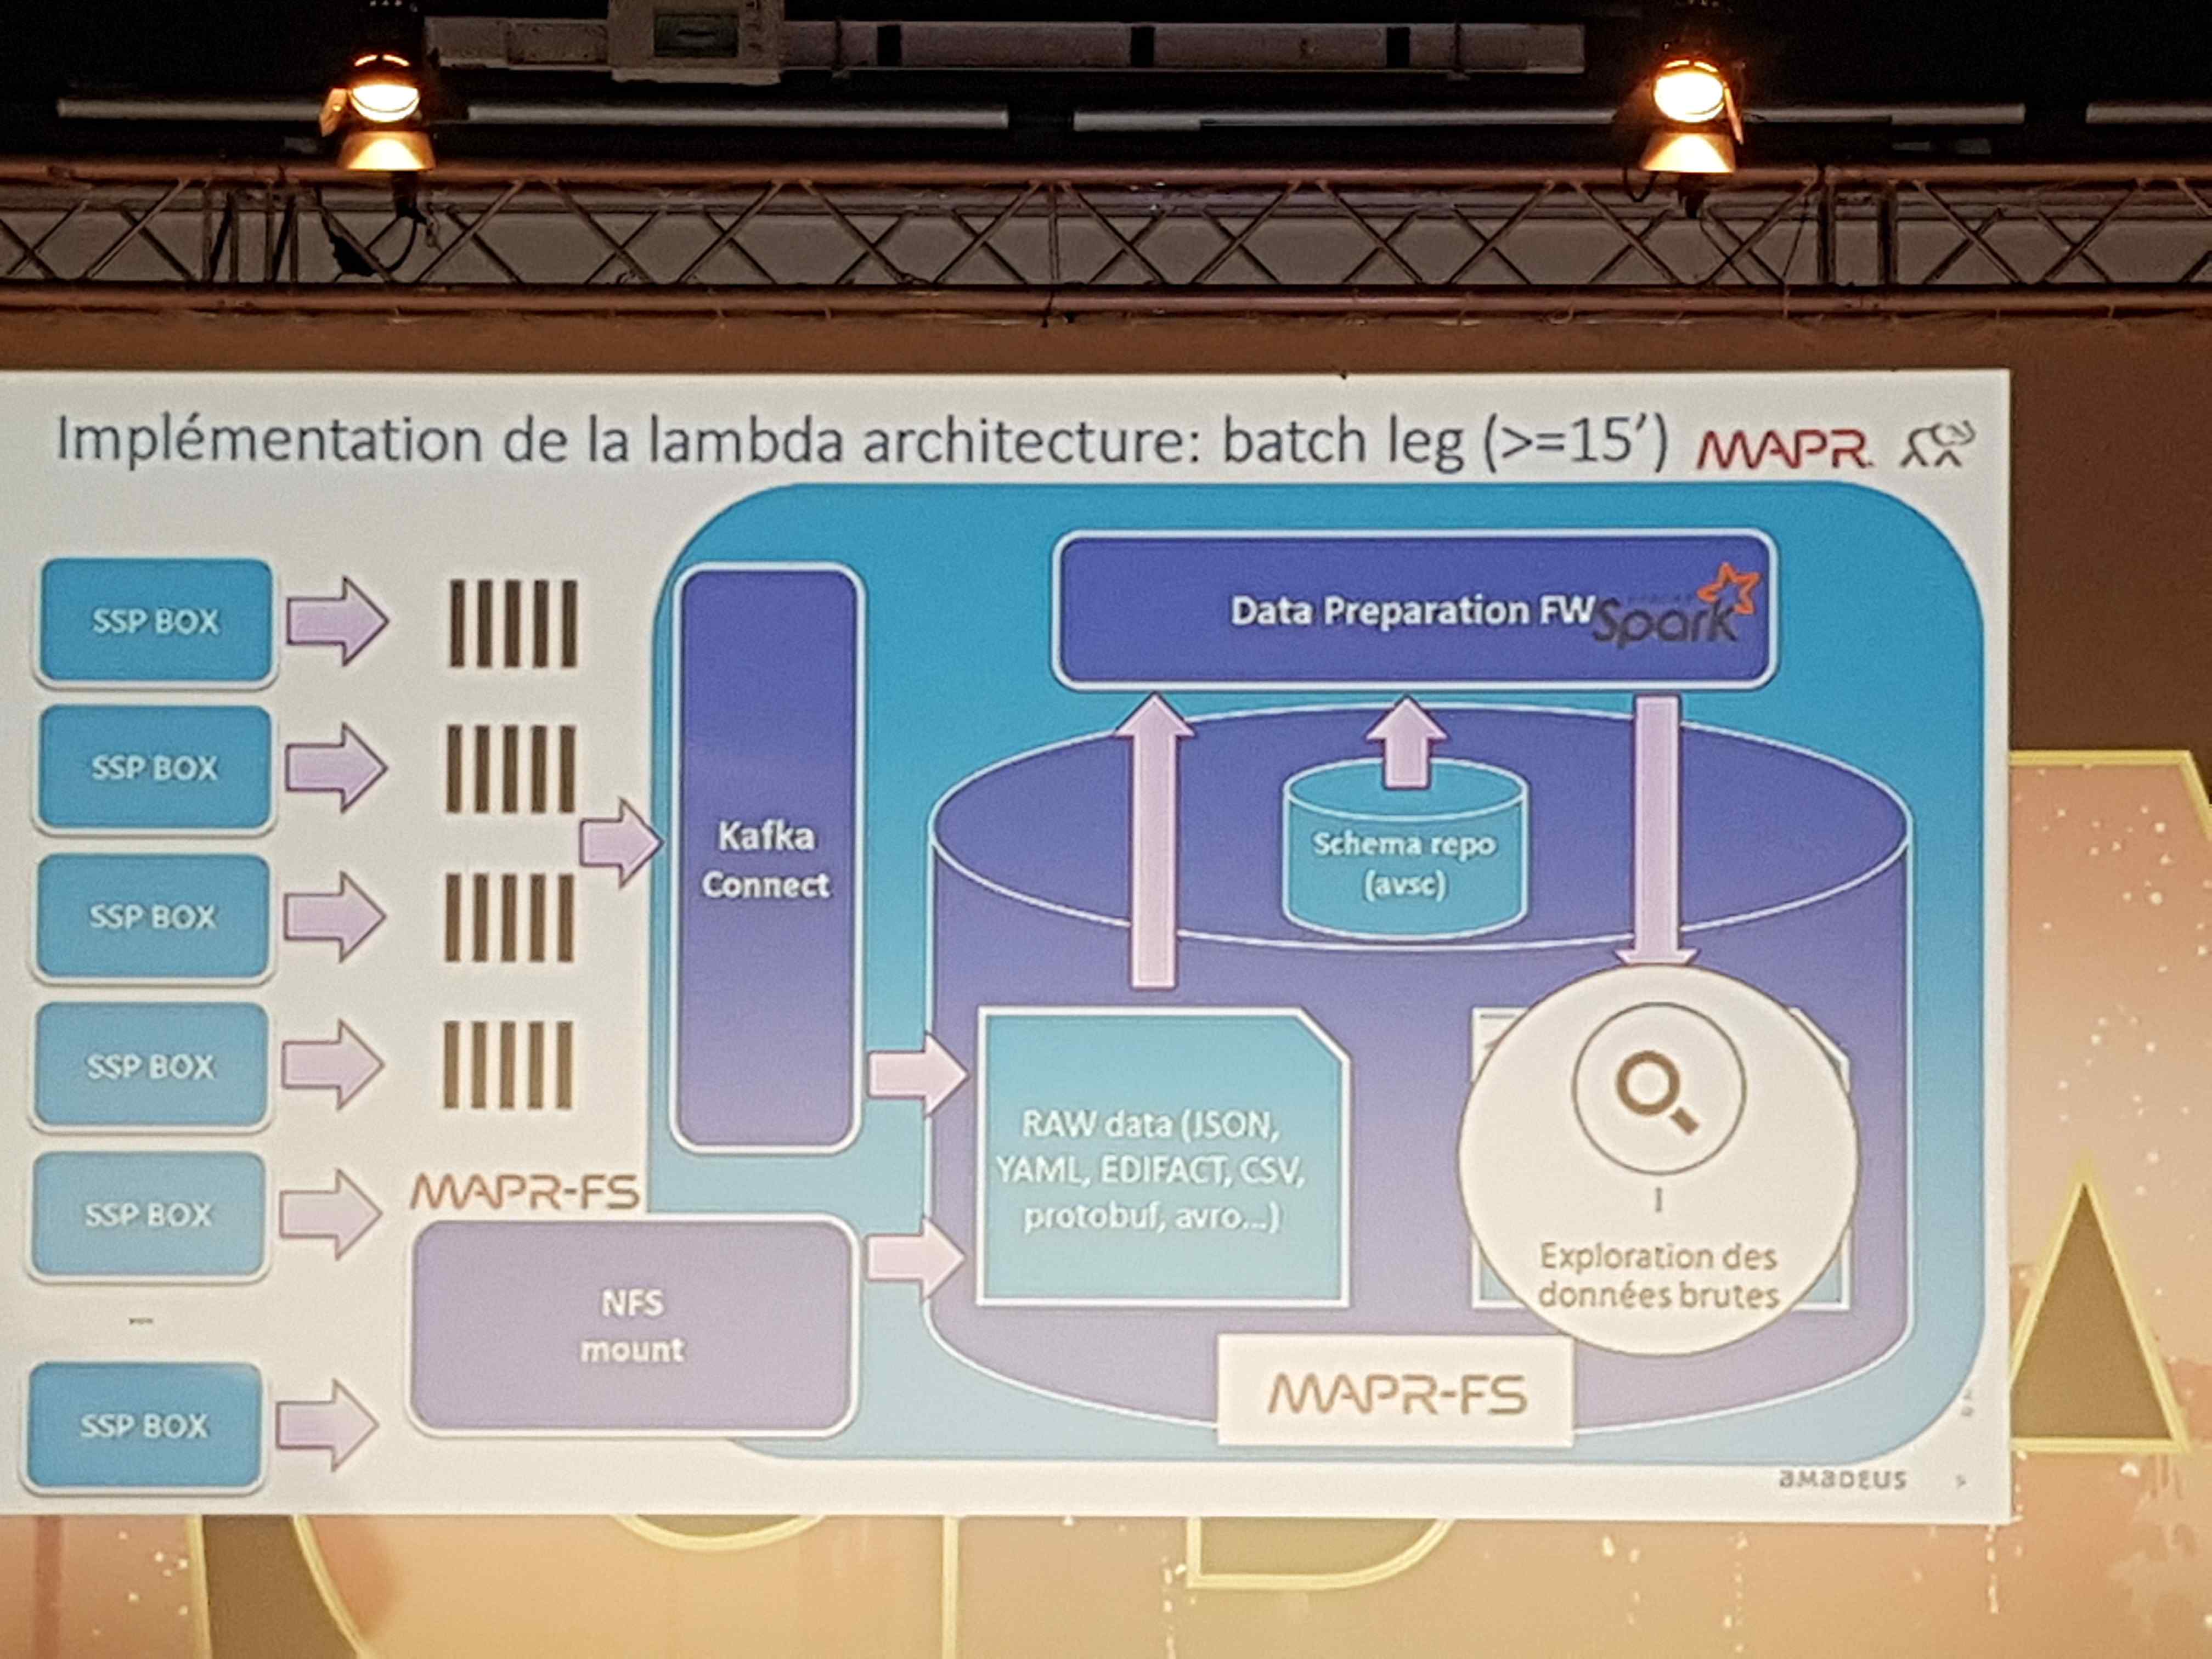 Implémentation de la lambda architecture: batch leg (>=15') MAPR
SSP BOX
SSP BOX
SSP BOX
SSP BOX
SSP BOX
...
SSP BOX
Kafka
Connect
MAPR-FS
NFS
mount
Data Preparation FW
Spark
Schema repo
(avsc)
RAW data (JSON,
YAML, EDIFACT, CSV,
protobuf, avro...)
Exploration des
données brutes
MAPR-FS
amadeus